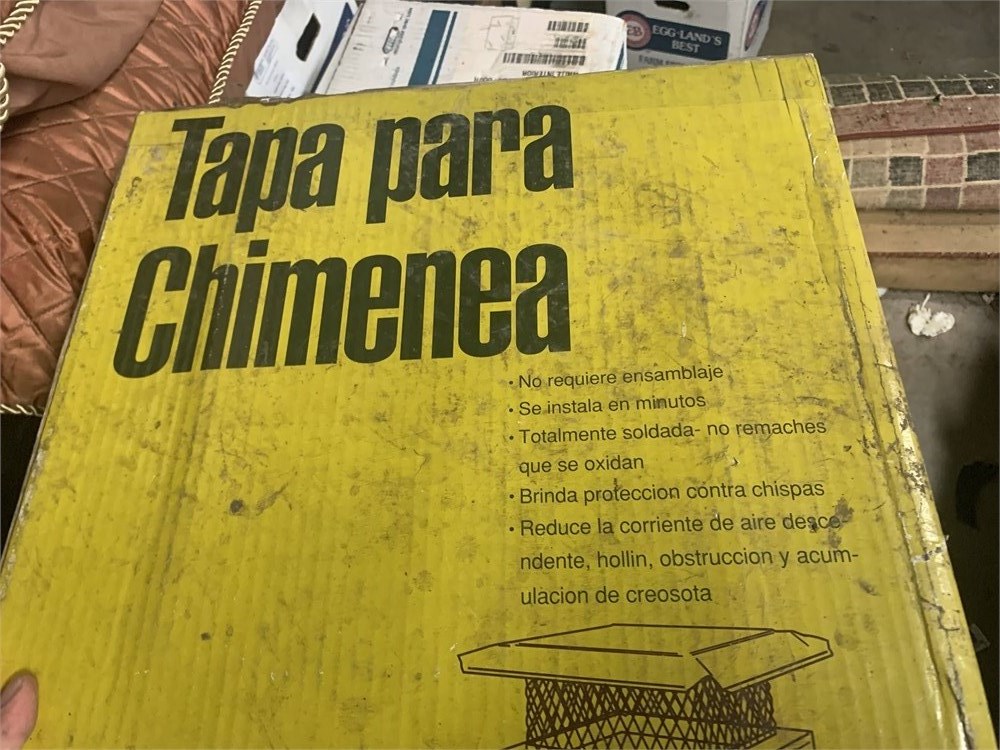 EGG·LAND'S
BEST
Tapa para
Chimenea
• No requiere ensamblaje
• Se instala en minutos
• Totalmente soldada- no remaches
que se oxidan
• Brinda proteccion contra chispas
• Reduce la corriente de aire desce-
ndente, hollin, obstruccion y acum-
ulacion de creosota